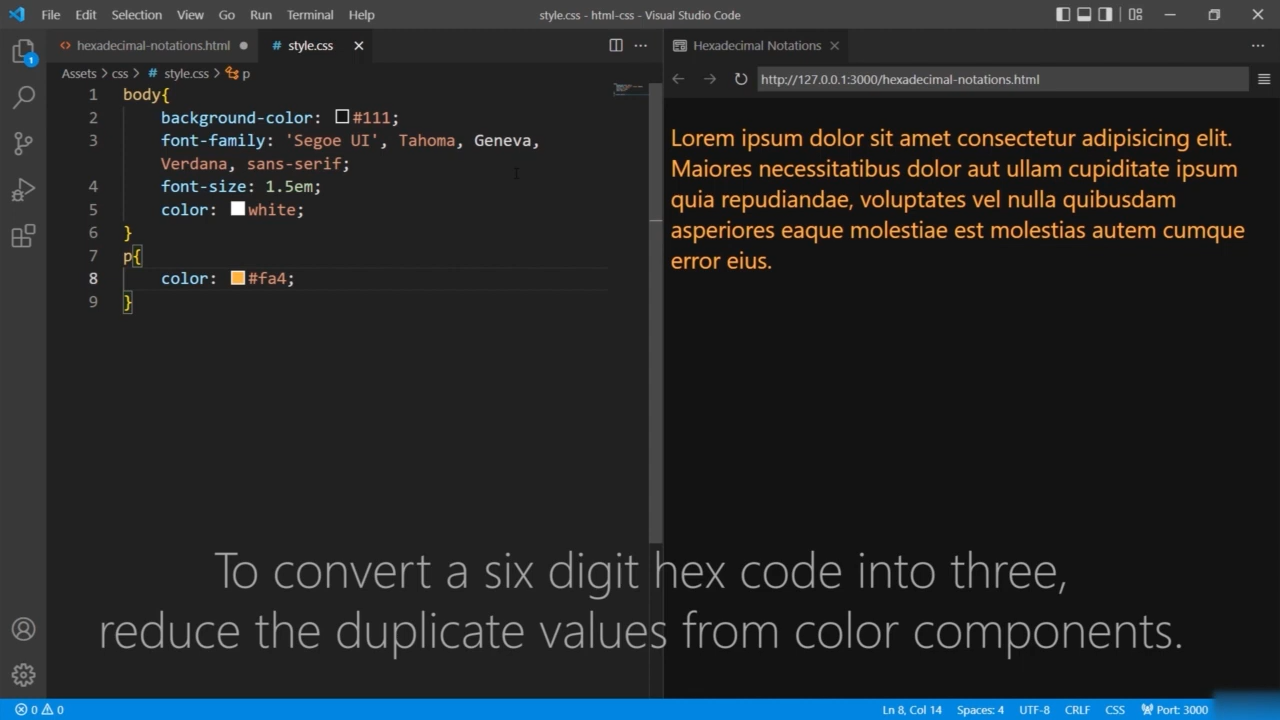 File Edit Selection View Go Run Terminal Help
style.css - html-css - Visual Studio Code
hexadecimal-notations.html
style.css
Hexadecimal Notations
Assets > css > # style.css > p
http://127.0.0.1:3000/hexadecimal-notations.html
1 body{
2 background-color: #111;
3 font-family: 'Segoe UI', Tahoma, Geneva,
Verdana, sans-serif;
4 font-size: 1.5em;
5 color: white;
6 }
7 p{
8 color: #fa4;
9 }
Lorem ipsum dolor sit amet consectetur adipisicing elit.
Maiores necessitatibus dolor aut ullam cupiditate ipsum
quia repudiandae, voluptates vel nulla quibusdam
asperiores eaque molestiae est molestias autem cumque
error eius.
To convert a six digit hex code into three,
reduce the duplicate values from color components.
1
0 0
Ln 8, Col 14 Spaces: 4 UTF-8 CRLF CSS Port: 3000